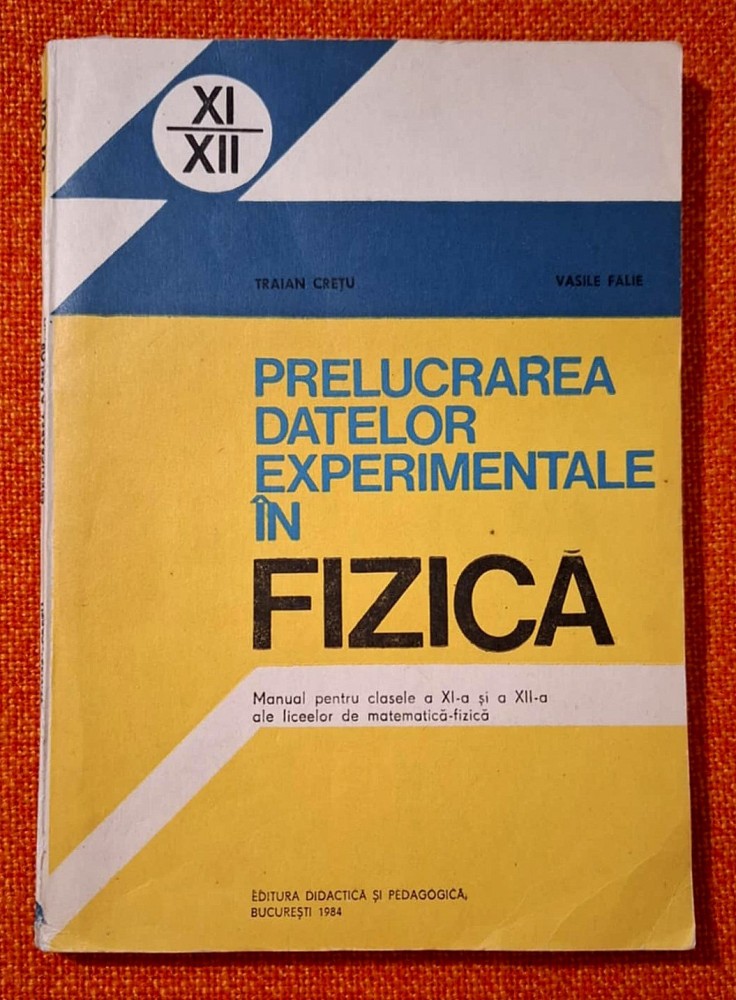 XI
XII
TRAIAN CREȚU VASILE FALIE
PRELUCRAREA
DATELOR
EXPERIMENTALE
ÎN
FIZICĂ
Manual pentru clasele a XI-a și a XII-a
ale liceelor de matematică-fizică
EDITURA DIDACTICĂ ȘI PEDAGOGICĂ,
BUCUREȘTI 1984